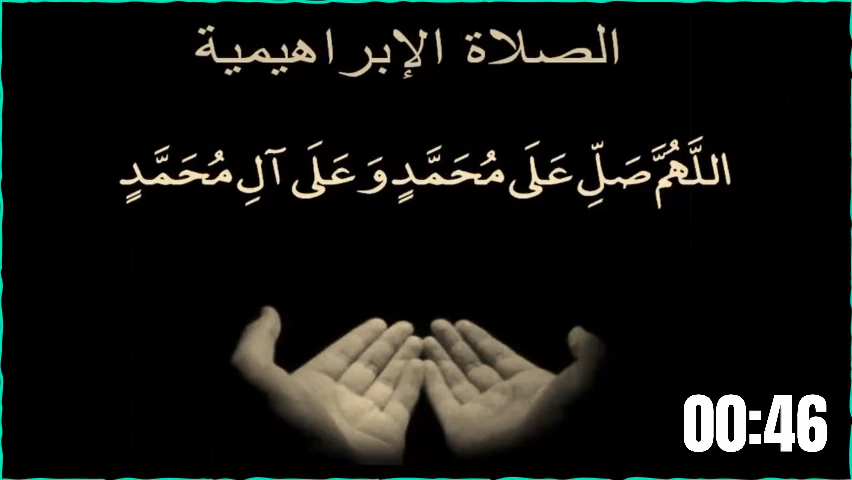 الصلاة الإبراهيمية
اللَّهُمَّ صَلِّ عَلَى مُحَمَّدٍ وَ عَلَى آلِ مُحَمَّدٍ
00:46